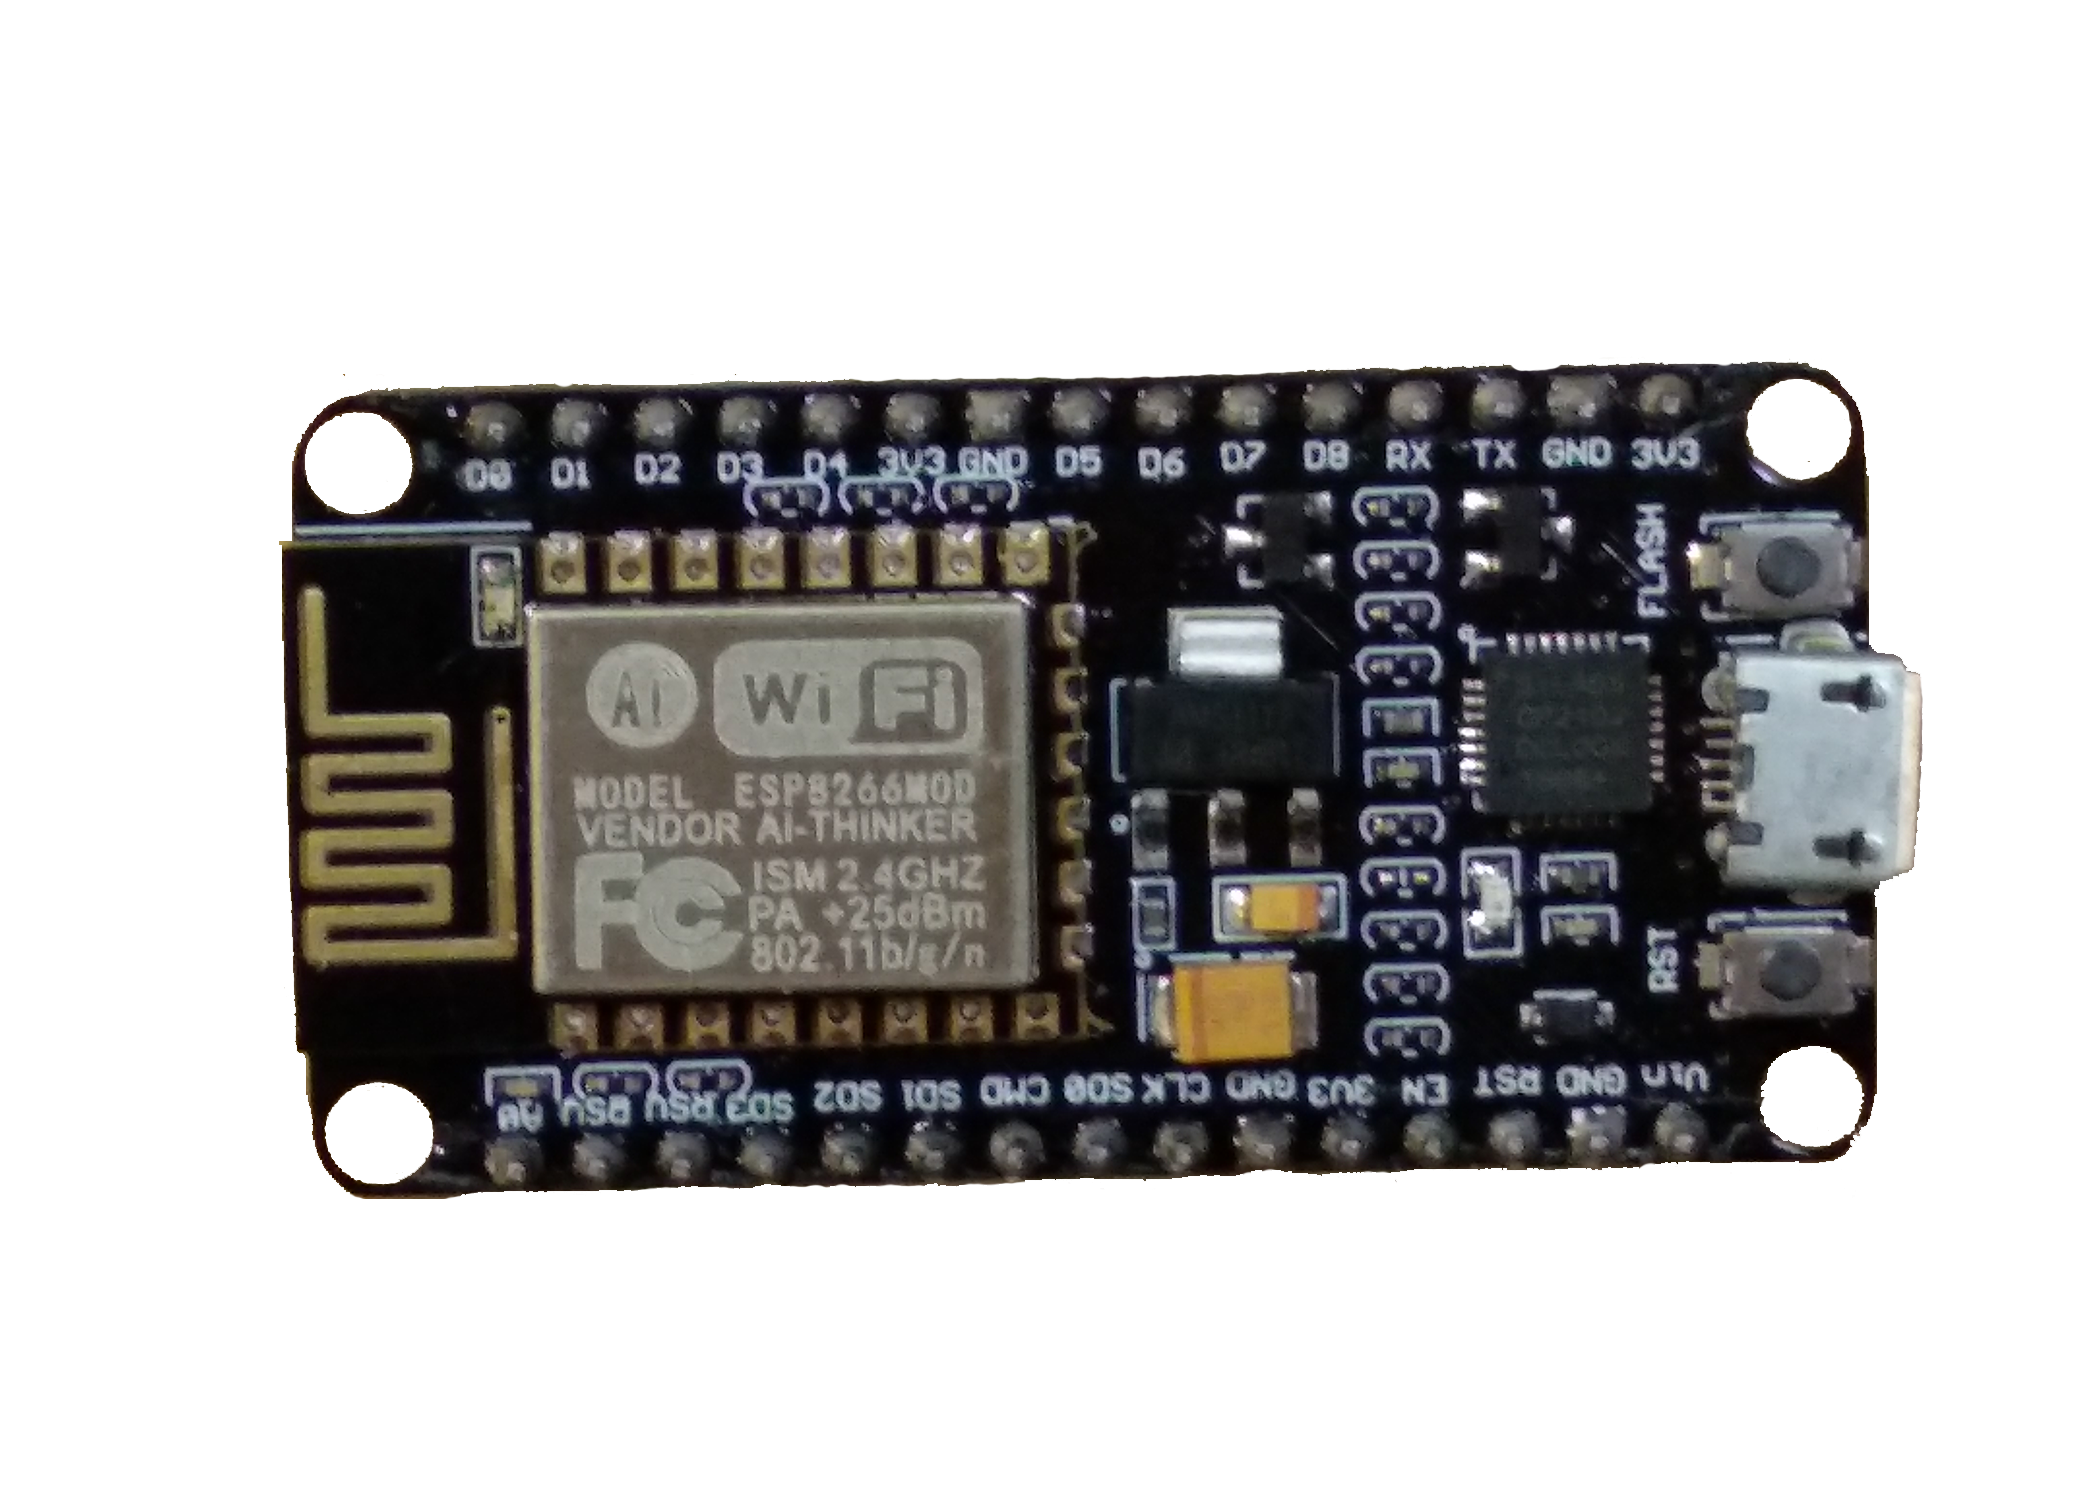 D0 D1 D2 D3 D4 3V3 GND D5 D6 D7 D8 RX TX GND 3V3
FLASH
Ai WiFi
MODEL ESP8266MOD
VENDOR AI-THINKER
FC ISM 2.4GHZ
PA +25dBm
802.11b/g/n
RST
A0 RSV RSV SD3 SD2 SD1 CMD SD0 CLK GND 3V3 EN RST GND Vin